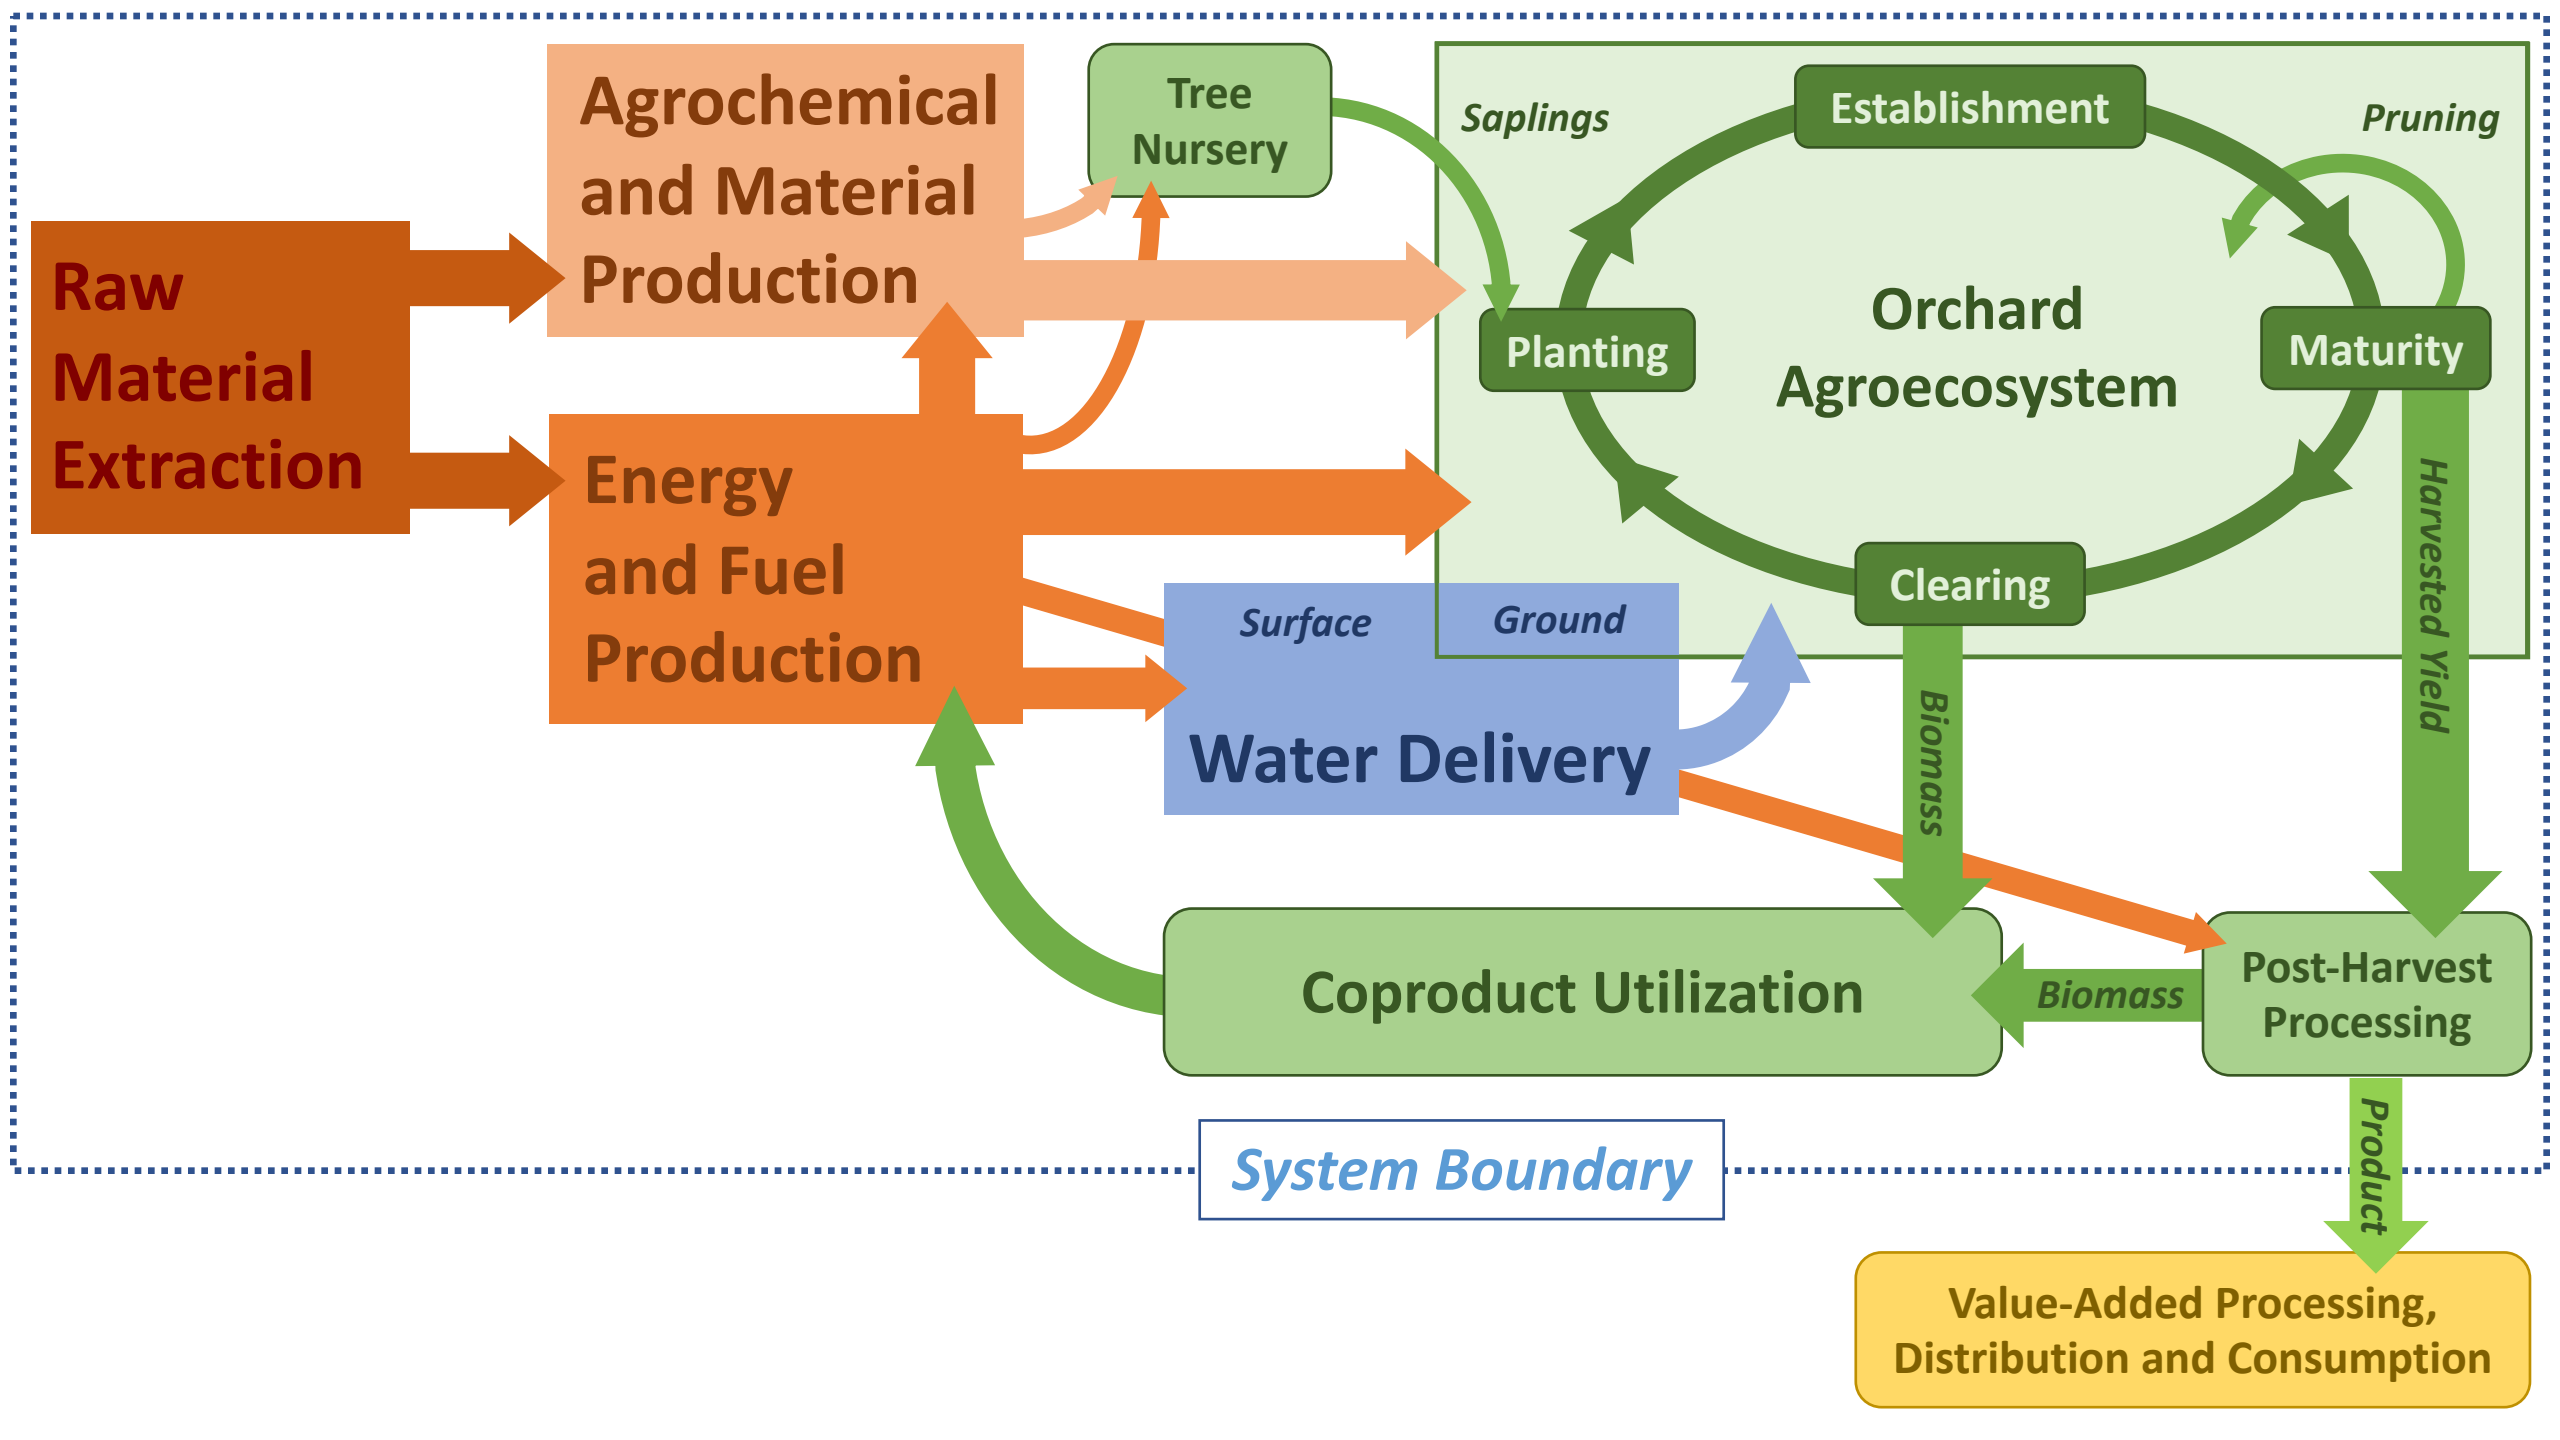 Raw
Material
Extraction
Agrochemical
and Material
Production
Energy
and Fuel
Production
Tree
Nursery
Saplings
Establishment
Pruning
Planting
Orchard
Agroecosystem
Maturity
Clearing
Harvested Yield
Surface
Ground
Water Delivery
Biomass
Coproduct Utilization
Biomass
Post-Harvest
Processing
Product
System Boundary
Value-Added Processing,
Distribution and Consumption